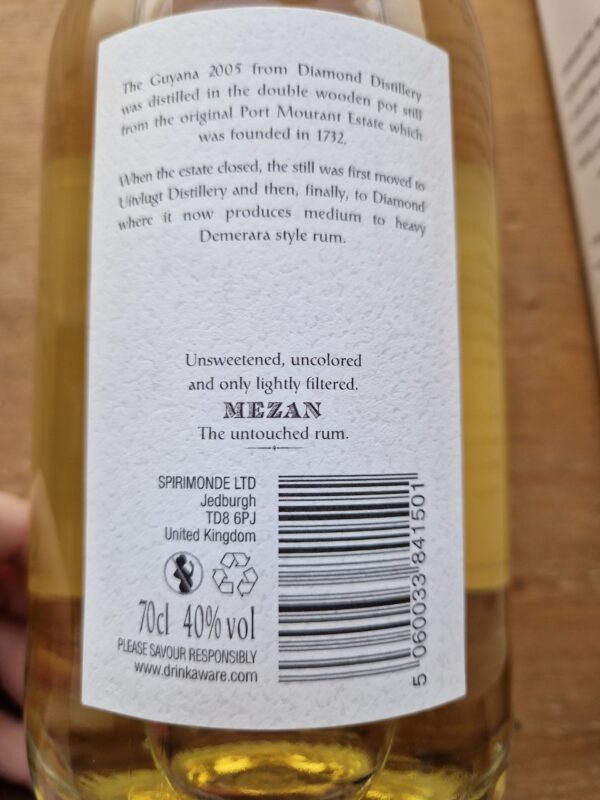 The Guyana 2005 from Diamond Distillery
was distilled in the double wooden pot still
from the original Port Mourant Estate which
was founded in 1732.
When the estate closed, the still was first moved to
Uitvlugt Distillery and then, finally, to Diamond
where it now produces medium to heavy
Demerara style rum.
Unsweetened, uncolored
and only lightly filtered.
MEZAN
The untouched rum.
SPIRIMONDE LTD
Jedburgh
TD8 6PJ
United Kingdom
70cl 40% vol
PLEASE SAVOUR RESPONSIBLY
www.drinkaware.com
5 060033 841501